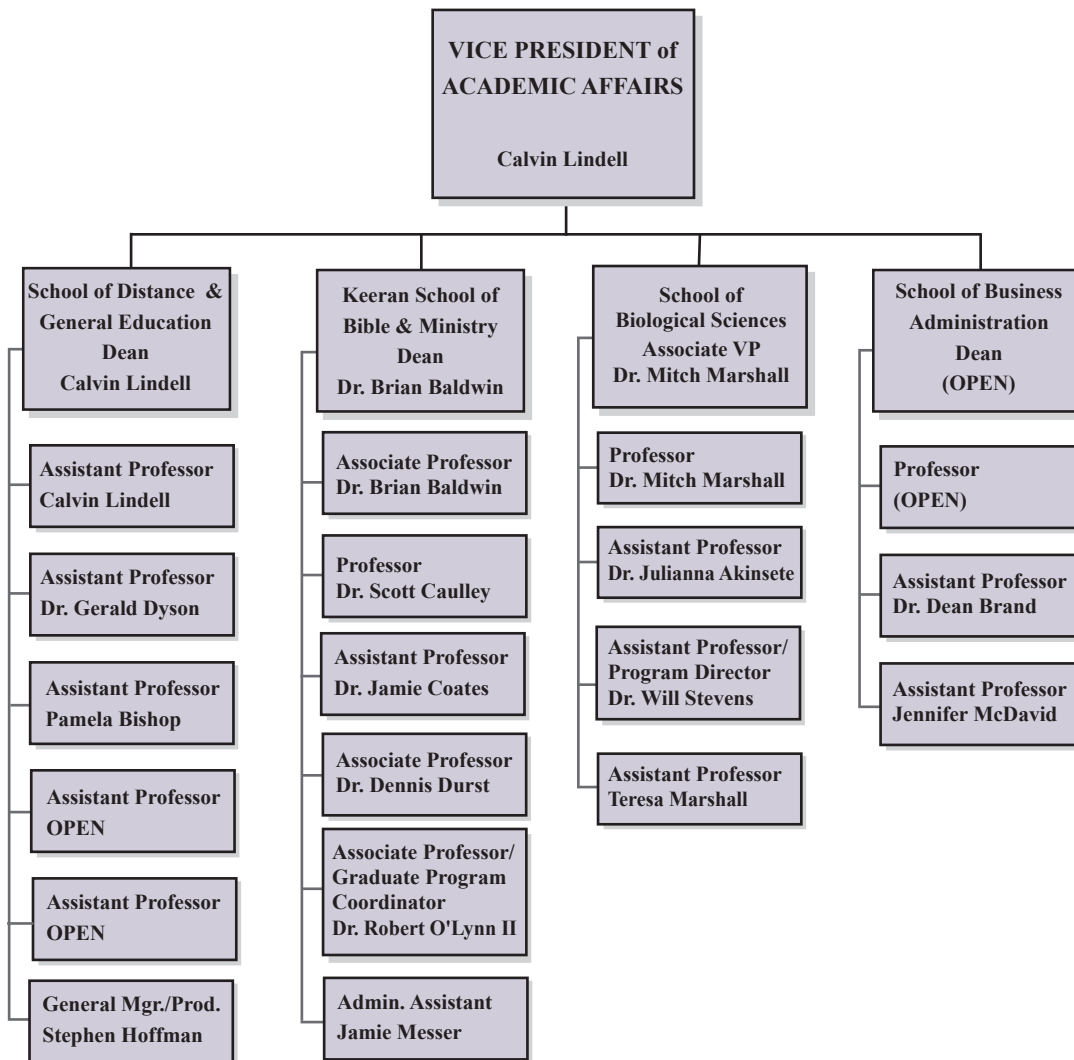 VICE PRESIDENT of
ACADEMIC AFFAIRS
Calvin Lindell
School of Distance &
General Education
Dean
Calvin Lindell
Assistant Professor
Calvin Lindell
Assistant Professor
Dr. Gerald Dyson
Assistant Professor
Pamela Bishop
Assistant Professor
OPEN
Assistant Professor
OPEN
General Mgr./Prod.
Stephen Hoffman
Keeran School of
Bible & Ministry
Dean
Dr. Brian Baldwin
Associate Professor
Dr. Brian Baldwin
Professor
Dr. Scott Caulley
Assistant Professor
Dr. Jamie Coates
Associate Professor
Dr. Dennis Durst
Associate Professor/
Graduate Program
Coordinator
Dr. Robert O'Lynn II
Admin. Assistant
Jamie Messer
School of
Biological Sciences
Associate VP
Dr. Mitch Marshall
Professor
Dr. Mitch Marshall
Assistant Professor
Dr. Julianna Akinsete
Assistant Professor/
Program Director
Dr. Will Stevens
Assistant Professor
Teresa Marshall
School of Business
Administration
Dean
(OPEN)
Professor
(OPEN)
Assistant Professor
Dr. Dean Brand
Assistant Professor
Jennifer McDavid